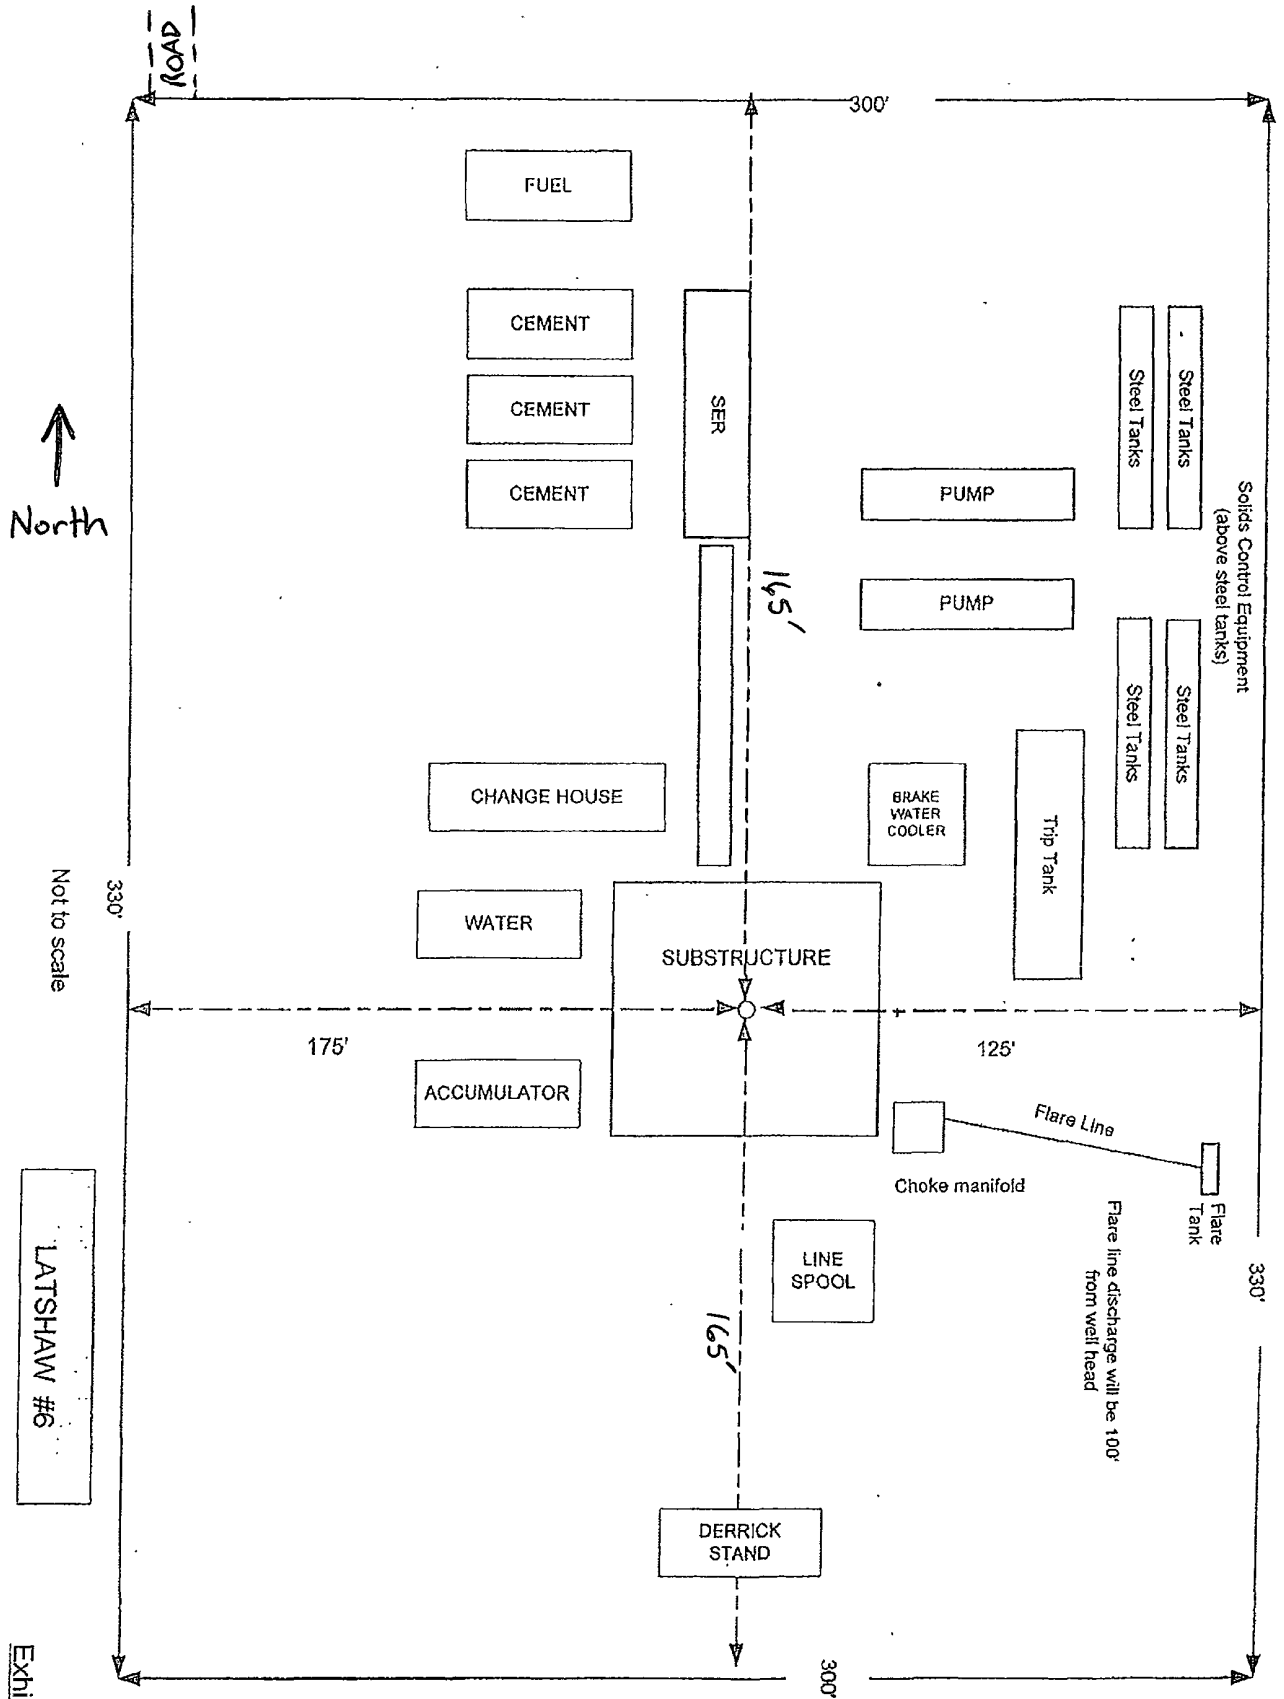 ROAD
300'
FUEL
CEMENT
CEMENT
CEMENT
SER
Steel Tanks
Steel Tanks
Solids Control Equipment
(above steel tanks)
PUMP
PUMP
North
165'
Steel Tanks
Steel Tanks
CHANGE HOUSE
BRAKE
WATER
COOLER
Trip Tank
330'
Not to scale
WATER
SUBSTRUCTURE
175'
125'
ACCUMULATOR
Flare Line
Choke manifold
Flare
Tank
Flare line discharge will be 100'
from well head
330'
LINE
SPOOL
165'
LATSHAW #6
DERRICK
STAND
300'
Exhi